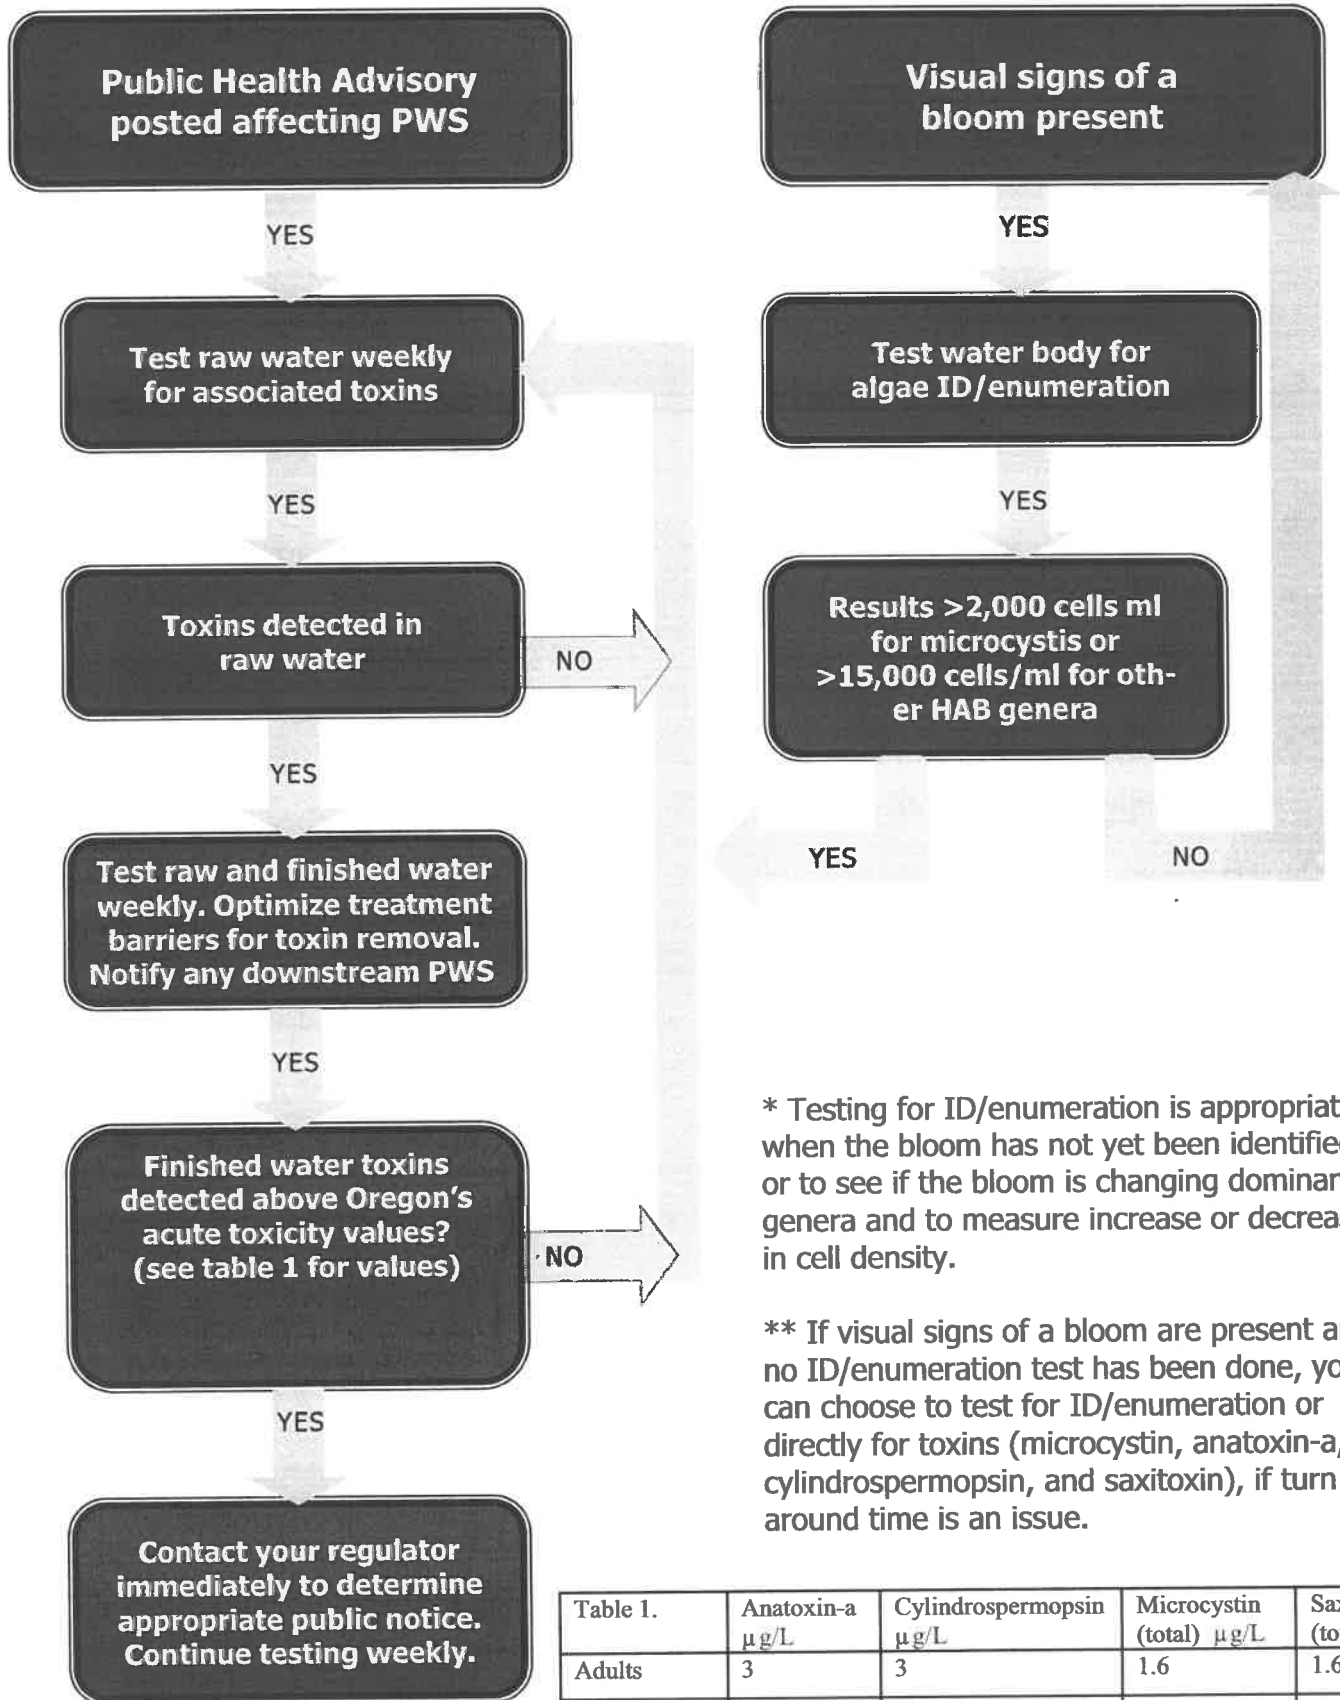 Public Health Advisory
posted affecting PWS
YES
Test raw water weekly
for associated toxins
YES
Toxins detected in
raw water
NO
YES
Test raw and finished water
weekly. Optimize treatment
barriers for toxin removal.
Notify any downstream PWS
YES
Finished water toxins
detected above Oregon's
acute toxicity values?
(see table 1 for values)
NO
YES
Contact your regulator
immediately to determine
appropriate public notice.
Continue testing weekly.
Visual signs of a
bloom present
YES
Test water body for
algae ID/enumeration
YES
Results >2,000 cells ml
for microcystis or
>15,000 cells/ml for oth-
er HAB genera
YES
NO
* Testing for ID/enumeration is appropriat
when the bloom has not yet been identifie
or to see if the bloom is changing dominan
genera and to measure increase or decreas
in cell density.
** If visual signs of a bloom are present a
no ID/enumeration test has been done, yo
can choose to test for ID/enumeration or
directly for toxins (microcystin, anatoxin-a,
cylindrospermopsin, and saxitoxin), if turn
around time is an issue.
Table 1. Anatoxin-a Cylindrospermopsin Microcystin Sax
µg/L µg/L (total) µg/L (to
Adults 3 3 1.6 1.6